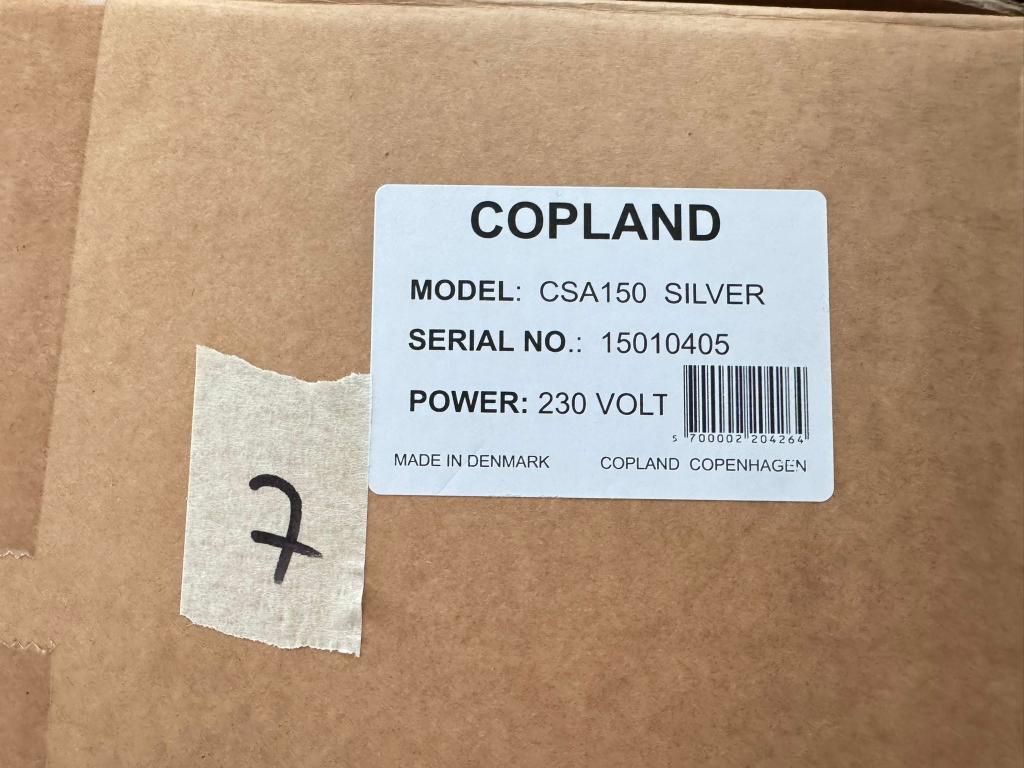 COPLAND
MODEL: CSA150 SILVER
SERIAL NO.: 15010405
POWER: 230 VOLT
5 700002 204264
MADE IN DENMARK COPLAND COPENHAGEN
7